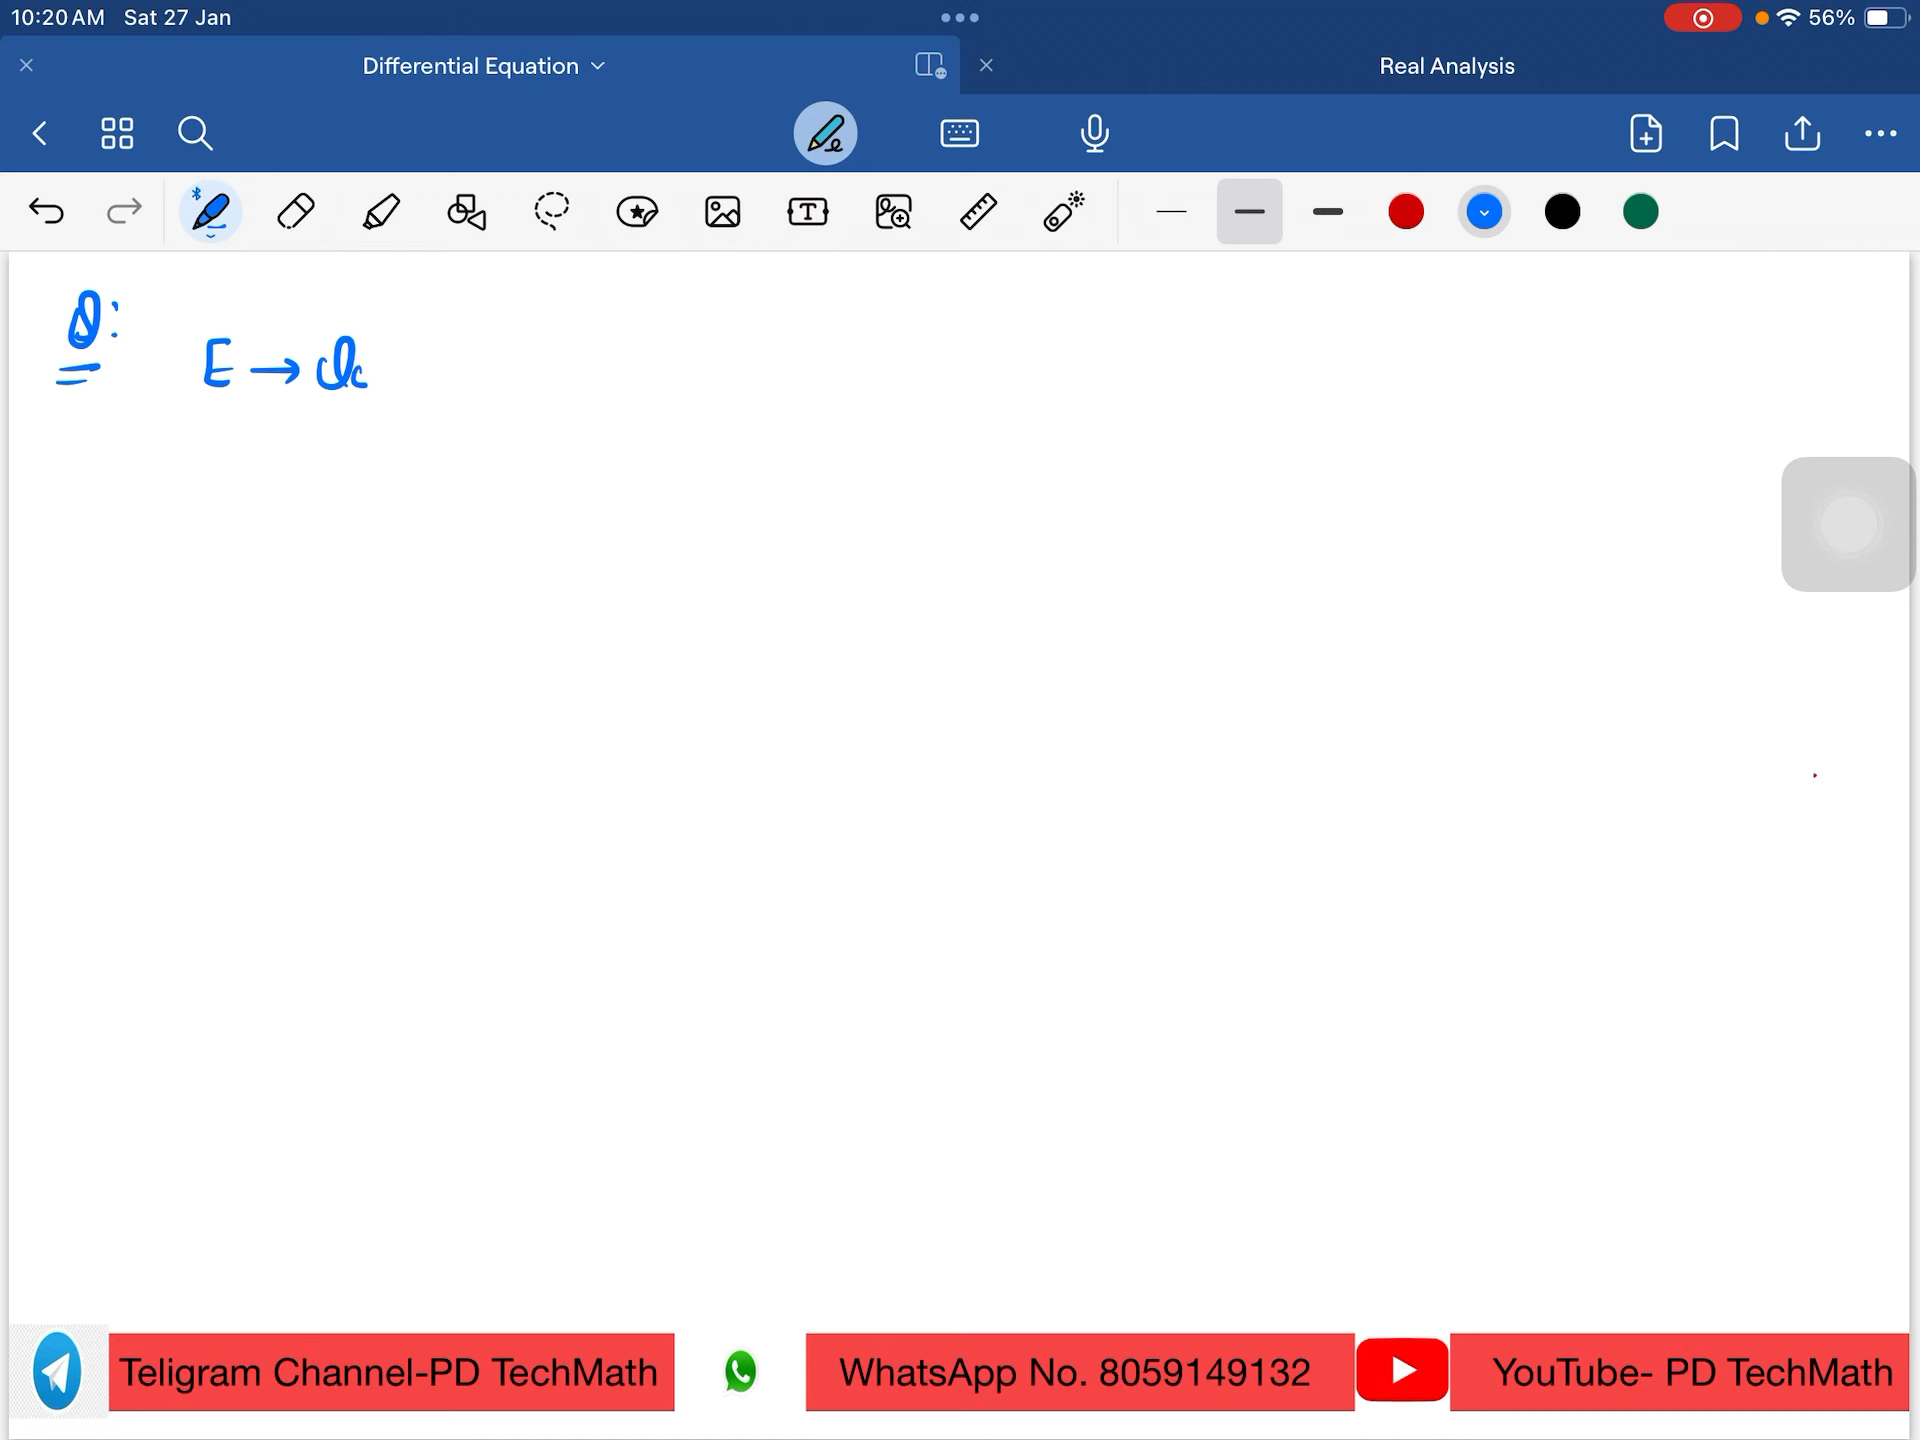 10:20 AM Sat 27 Jan
56%
Differential Equation
Real Analysis
Q:
E →
Teligram Channel-PD TechMath
WhatsApp No. 8059149132
YouTube- PD TechMath